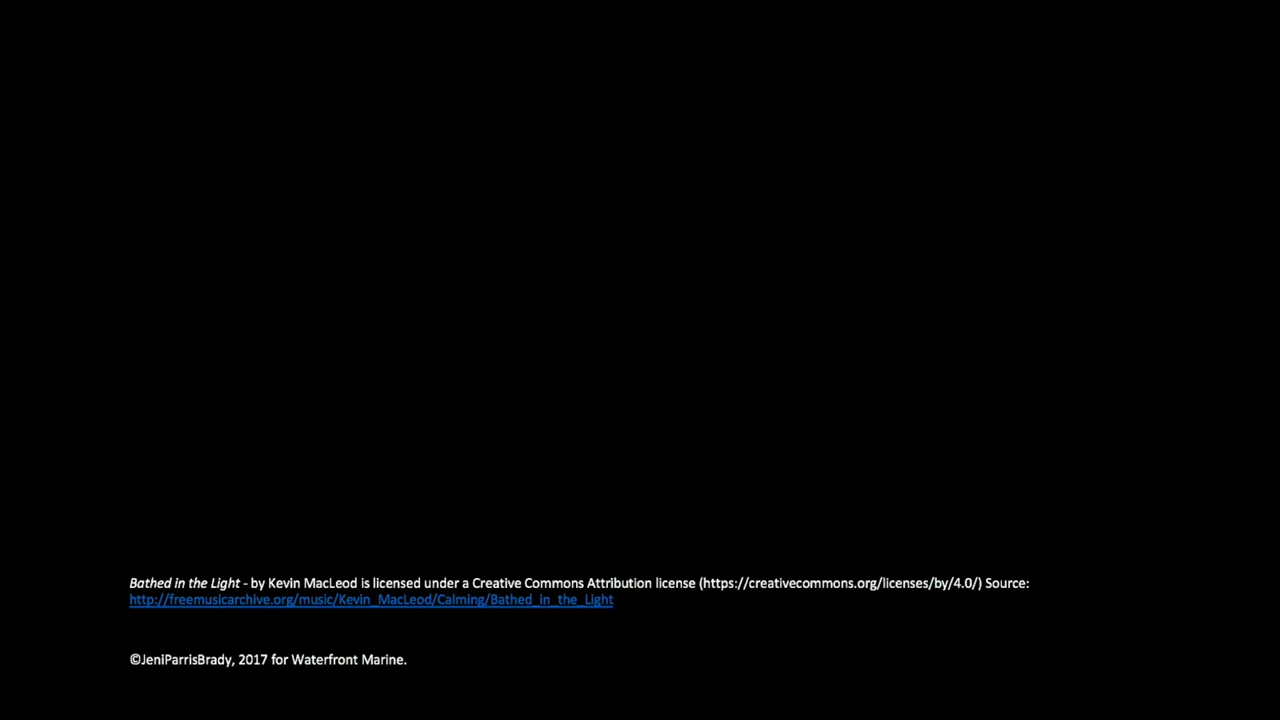 Bathed in the Light - by Kevin MacLeod is licensed under a Creative Commons Attribution license (https://creativecommons.org/licenses/by/4.0/) Source:
http://freemusicarchive.org/music/Kevin_MacLeod/Calming/Bathed_in_the_Light
©JeniParrisBrady, 2017 for Waterfront Marine.